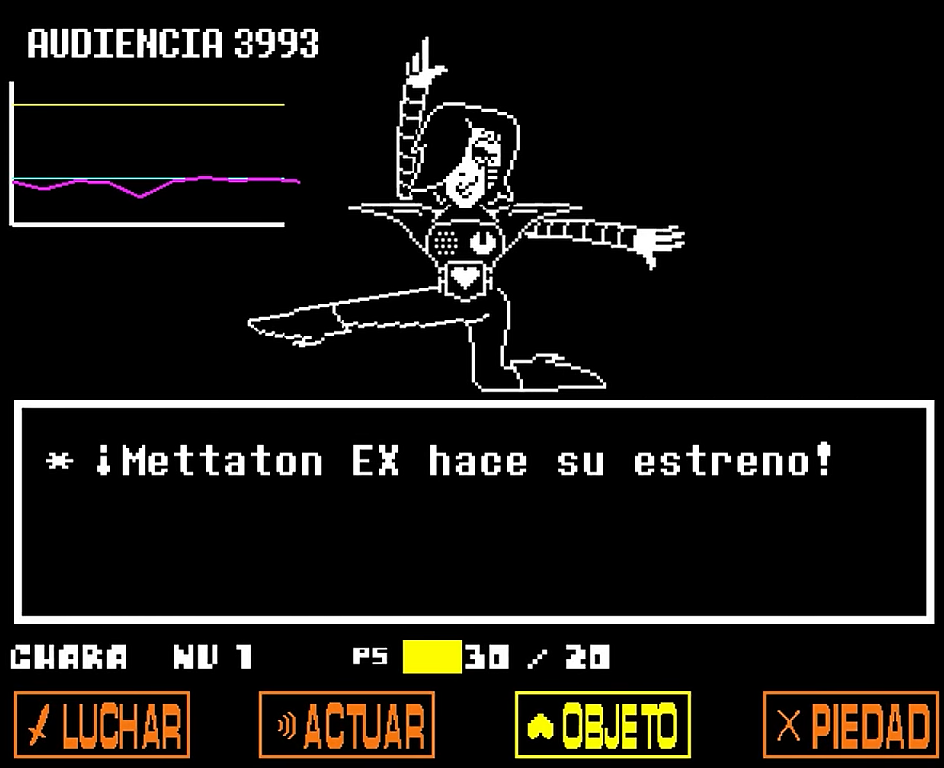 AUDIENCIA 3993
* ¡Mettaton EX hace su estreno!
CHARA NV 1 PS 30 / 20
LUCHAR ACTUAR OBJETO PIEDAD